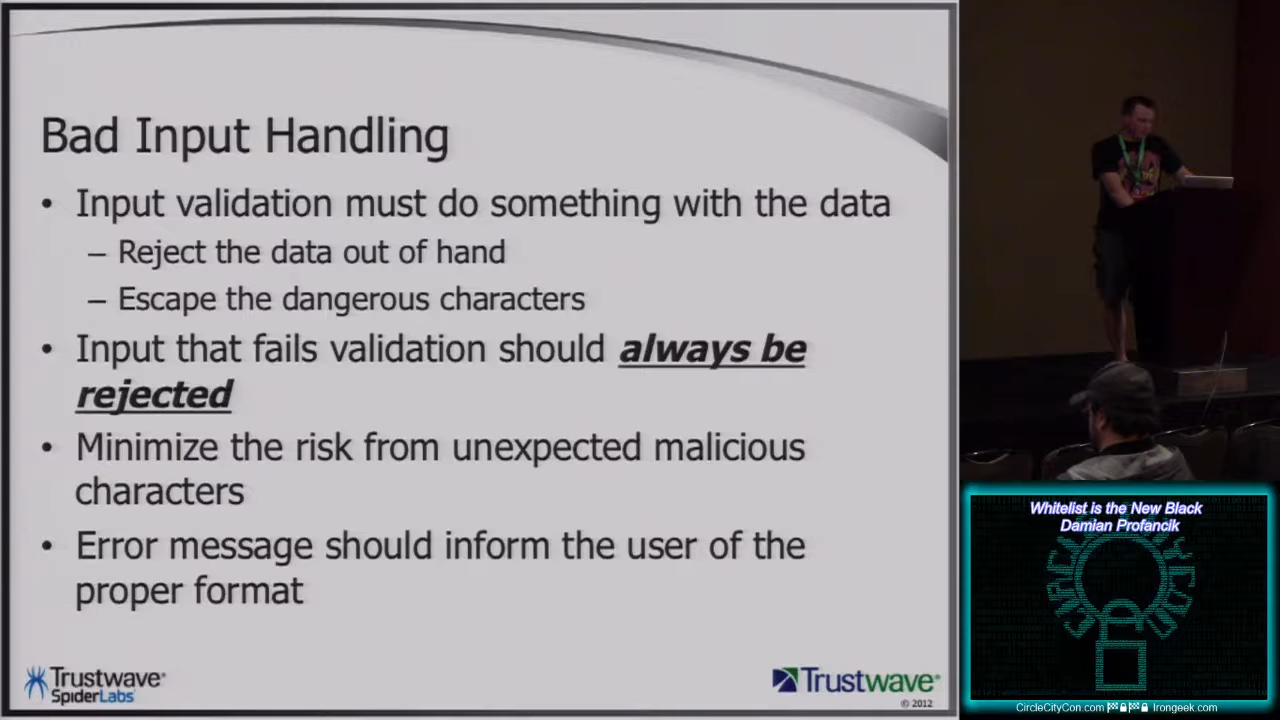 Bad Input Handling
• Input validation must do something with the data
– Reject the data out of hand
– Escape the dangerous characters
• Input that fails validation should always be
rejected
• Minimize the risk from unexpected malicious
characters
• Error message should inform the user of the
proper format
Trustwave®
SpiderLabs®
Trustwave®
© 2012
Whitelist is the New Black
Damian Profancik
CircleCityCon.com
Irongeek.com